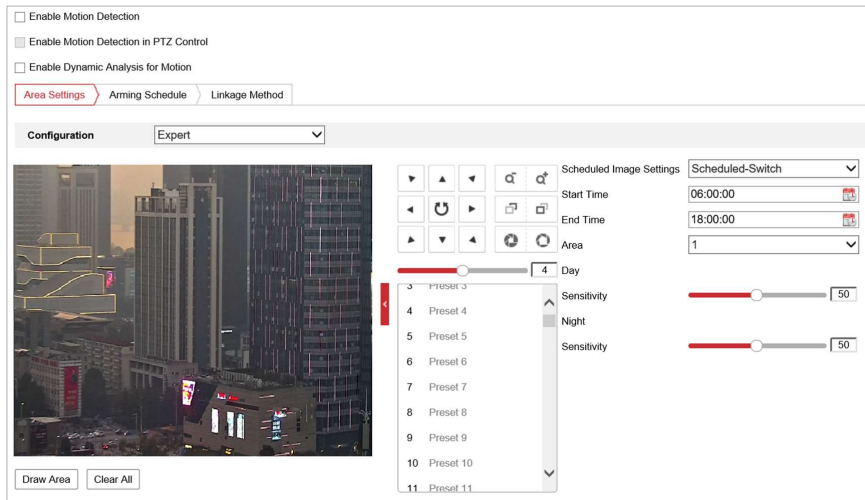 Enable Motion Detection
Enable Motion Detection in PTZ Control
Enable Dynamic Analysis for Motion
Area Settings Arming Schedule Linkage Method
Configuration Expert
Scheduled Image Settings Scheduled-Switch
Start Time 06:00:00
End Time 18:00:00
Area 1
4 Day
Sensitivity 50
Night
Sensitivity 50
3 Preset 3
4 Preset 4
5 Preset 5
6 Preset 6
7 Preset 7
8 Preset 8
9 Preset 9
10 Preset 10
11 Preset 11
Draw Area Clear All